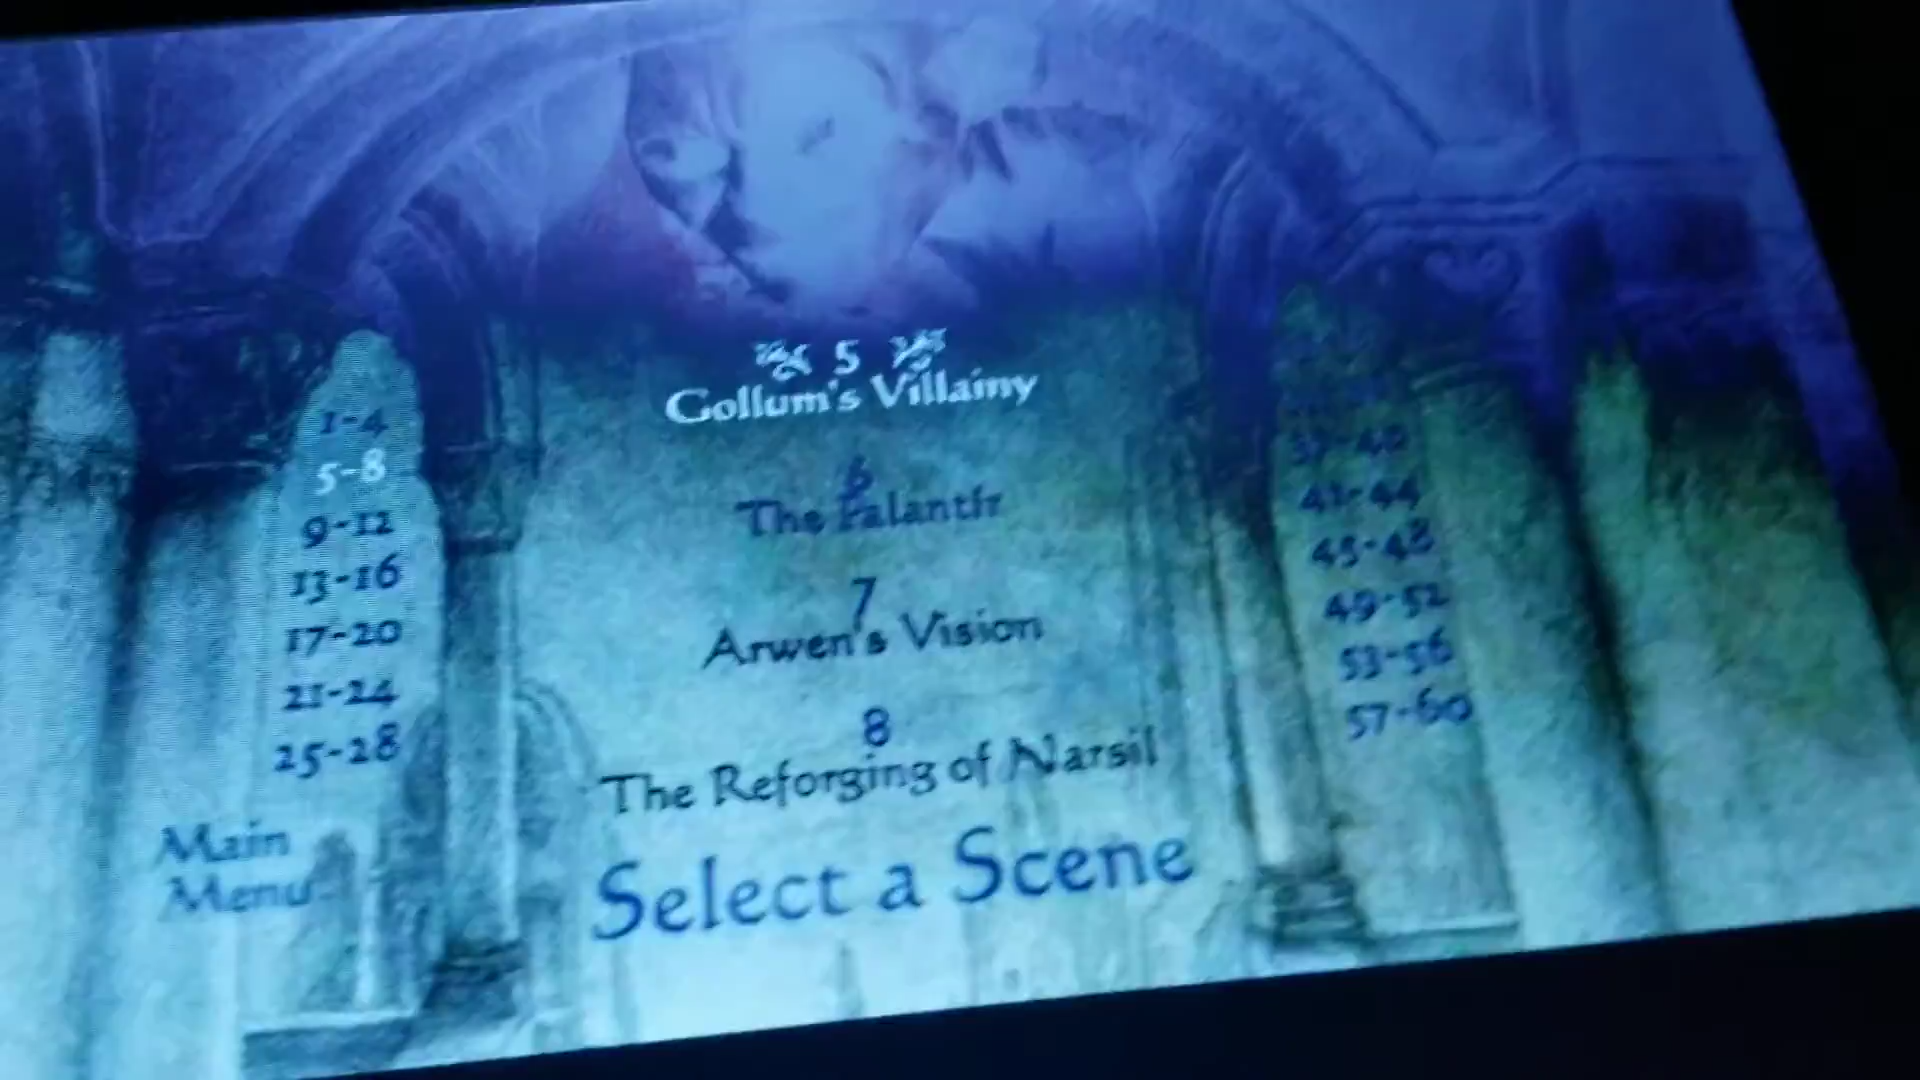 5
Gollum's Villainy
6
The Palantír
7
Arwen's Vision
8
The Reforging of Narsil
Select a Scene
1-4
5-8
9-12
13-16
17-20
21-24
25-28
Main
Menu
37-40
41-44
45-48
49-52
53-56
57-60